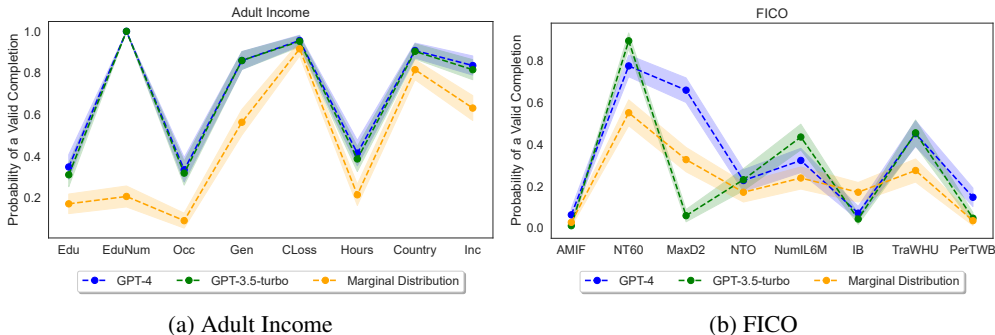 Adult Income
Probability of a Valid Completion
1.0
0.8
0.6
0.4
0.2
Edu EduNum Occ Gen CLoss Hours Country Inc
GPT-4 GPT-3.5-turbo Marginal Distribution
(a) Adult Income
FICO
Probability of a Valid Completion
0.8
0.6
0.4
0.2
0.0
AMIF NT60 MaxD2 NTO NumIL6M IB TraWHU PerTWB
GPT-4 GPT-3.5-turbo Marginal Distribution
(b) FICO